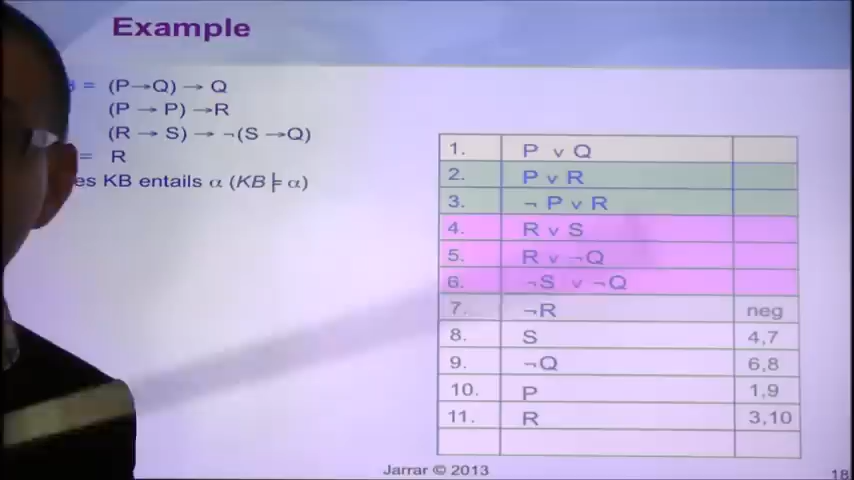 Example
= (P→Q) → Q
(P → P) →R
(R → S) → ¬(S →Q)
= R
KB entails α (KB ⊨ α)
1. P v Q
2. P v R
3. ¬ P v R
4. R v S
5. R v ¬Q
6. ¬S v ¬Q
7. ¬R neg
8. S 4,7
9. ¬Q 6,8
10. P 1,9
11. R 3,10
Jarrar © 2013
18